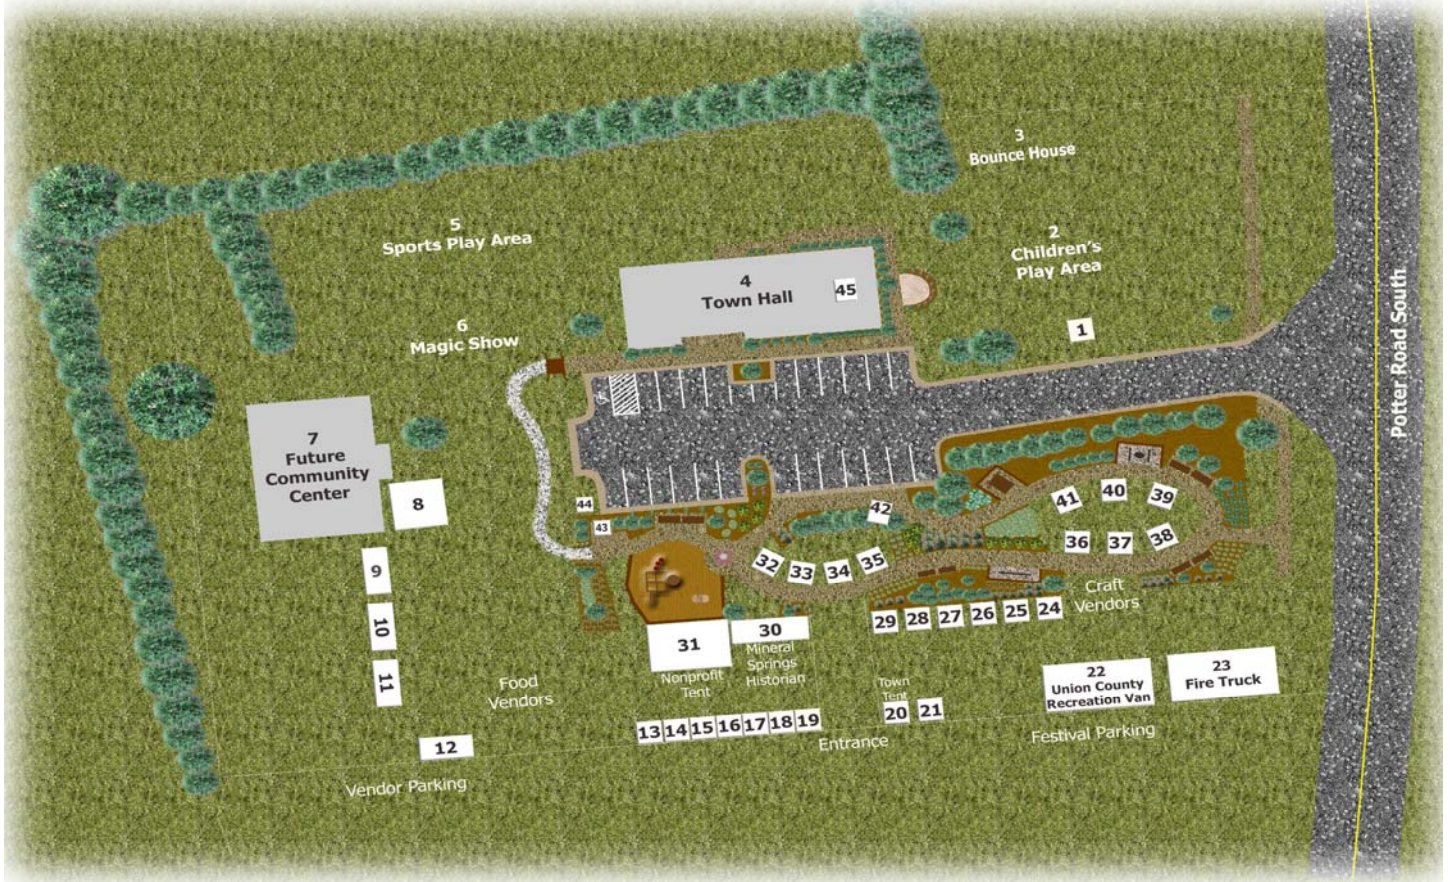 3
Bounce House
5
Sports Play Area
2
Children's
Play Area
4
Town Hall
45
6
Magic Show
1
Potter Road South
7
Future
Community
Center
8
44
43
42
41
40
39
36
37
38
32
33
34
35
9
10
11
Craft
Vendors
29
28
27
26
25
24
31
Nonprofit
Tent
30
Mineral
Springs
Historian
Food
Vendors
22
Union County
Recreation Van
23
Fire Truck
Town
Tent
20
21
13
14
15
16
17
18
19
Entrance
Festival Parking
12
Vendor Parking